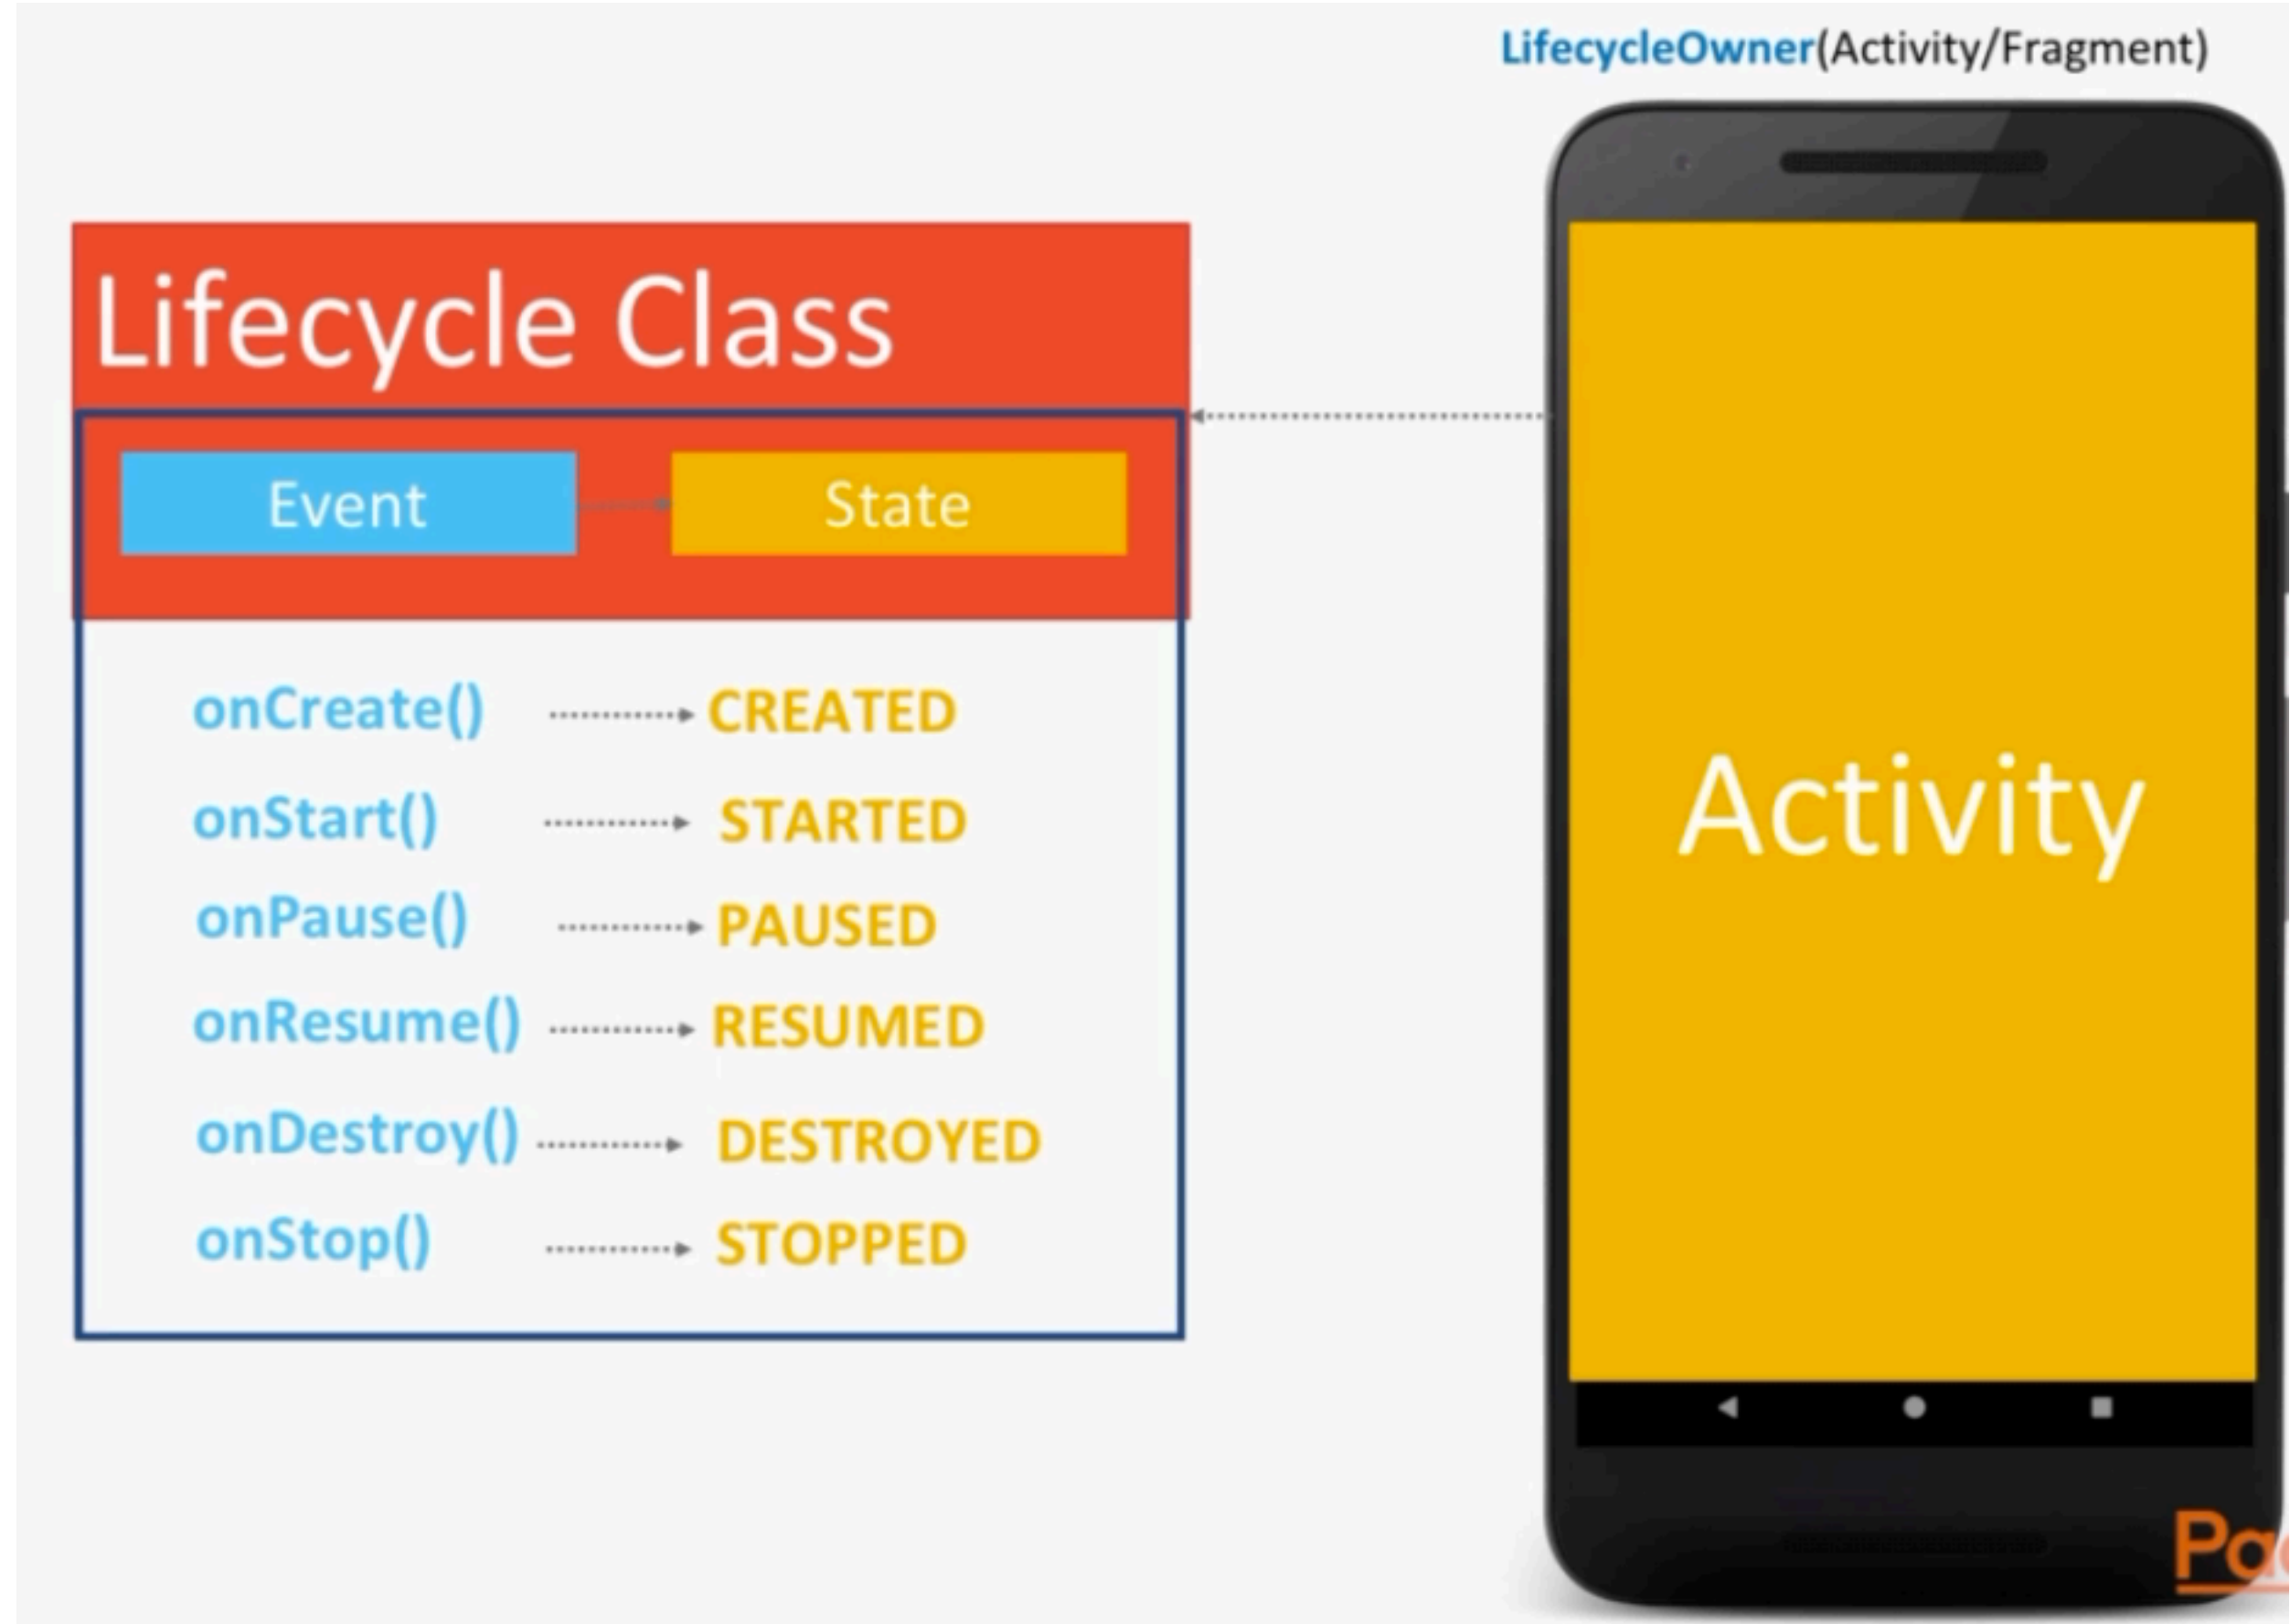 LifecycleOwner(Activity/Fragment)
Lifecycle Class
Event State
onCreate() CREATED
onStart() STARTED
onPause() PAUSED
onResume() RESUMED
onDestroy() DESTROYED
onStop() STOPPED
Activity